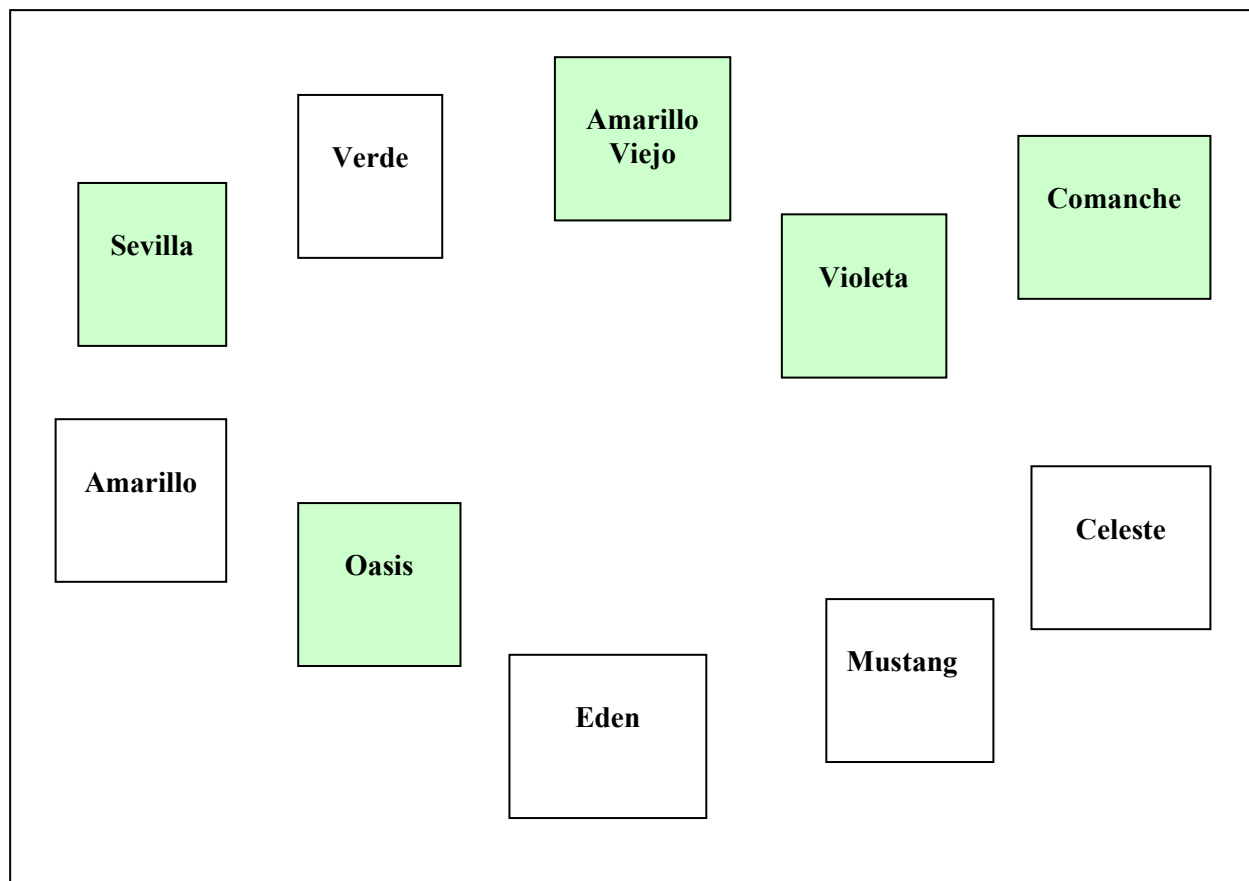 Amarillo
Viejo
Verde
Comanche
Sevilla
Violeta
Amarillo
Celeste
Oasis
Mustang
Eden